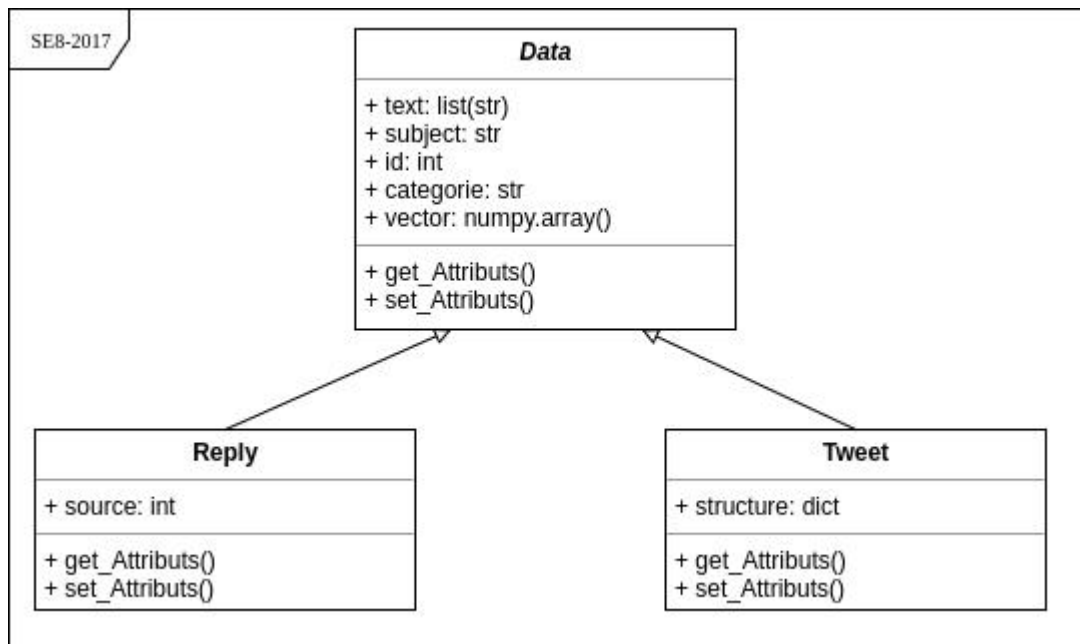 SE8-2017
Data
+ text: list(str)
+ subject: str
+ id: int
+ categorie: str
+ vector: numpy.array()
+ get_Attributs()
+ set_Attributs()
Reply
+ source: int
+ get_Attributs()
+ set_Attributs()
Tweet
+ structure: dict
+ get_Attributs()
+ set_Attributs()